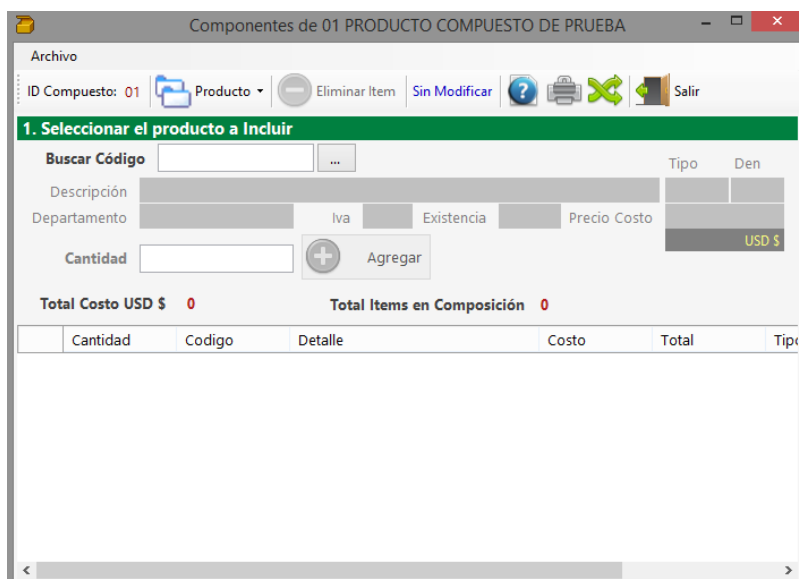 Componentes de 01 PRODUCTO COMPUESTO DE PRUEBA
Archivo
ID Compuesto: 01 Producto Eliminar Item Sin Modificar ? Salir
1. Seleccionar el producto a Incluir
Buscar Código ... Tipo Den
Descripción
Departamento Iva Existencia Precio Costo
USD $
Cantidad Agregar
Total Costo USD $ 0 Total Items en Composición 0
Cantidad Codigo Detalle Costo Total Tipo